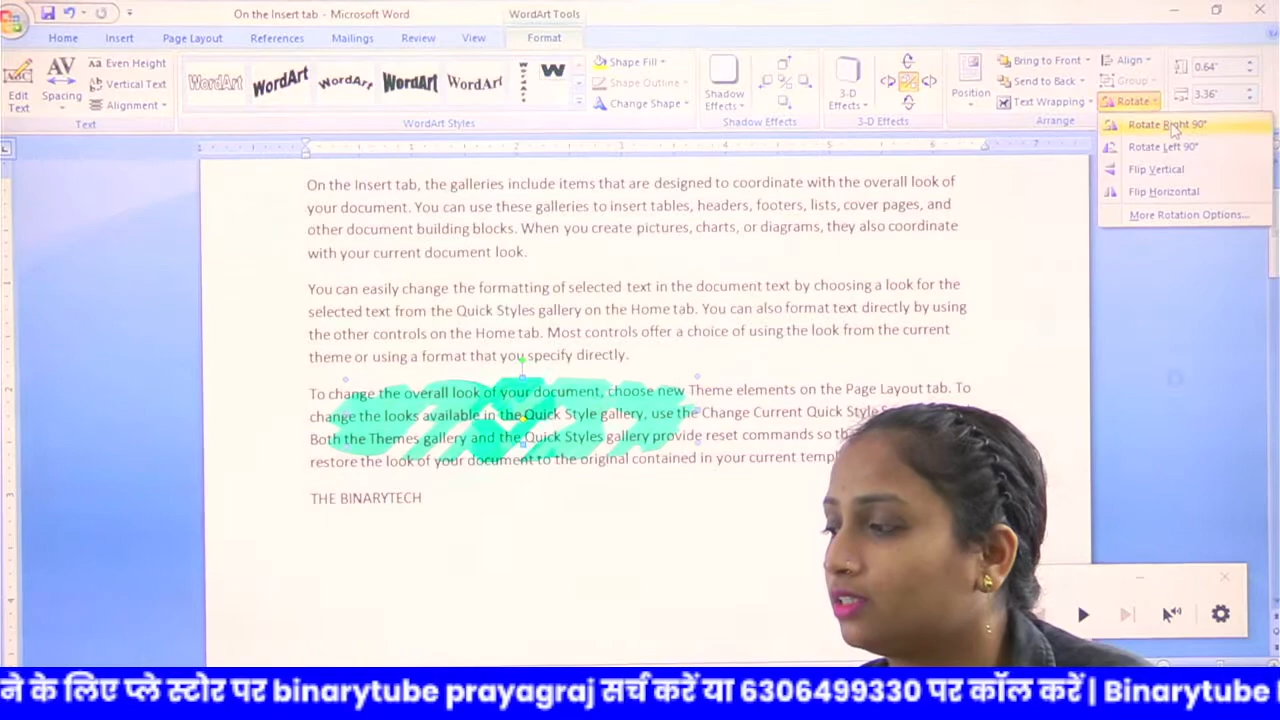 On the Insert tab - Microsoft Word
WordArt Tools
Home Insert Page Layout References Mailings Review View Format
Edit Text
Spacing
Even Height
Vertical Text
Alignment
Text
WordArt WordArt WordArt WordArt WordArt
WordArt Styles
Shape Fill
Shape Outline
Change Shape
Shadow Effects
Shadow Effects
3-D Effects
3-D Effects
Position
Bring to Front
Send to Back
Text Wrapping
Align
Group
Rotate
Arrange
0.64"
3.36"
Rotate Right 90°
Rotate Left 90°
Flip Vertical
Flip Horizontal
More Rotation Options...
On the Insert tab, the galleries include items that are designed to coordinate with the overall look of
your document. You can use these galleries to insert tables, headers, footers, lists, cover pages, and
other document building blocks. When you create pictures, charts, or diagrams, they also coordinate
with your current document look.
You can easily change the formatting of selected text in the document text by choosing a look for the
selected text from the Quick Styles gallery on the Home tab. You can also format text directly by using
the other controls on the Home tab. Most controls offer a choice of using the look from the current
theme or using a format that you specify directly.
To change the overall look of your document, choose new Theme elements on the Page Layout tab. To
change the looks available in the Quick Style gallery, use the Change Current Quick Style
Both the Themes gallery and the Quick Styles gallery provide reset commands so
restore the look of your document to the original contained in your current
THE BINARYTECH
ने के लिए प्ले स्टोर पर binarytube prayagraj सर्च करें या 6306499330 पर कॉल करें | Binarytube